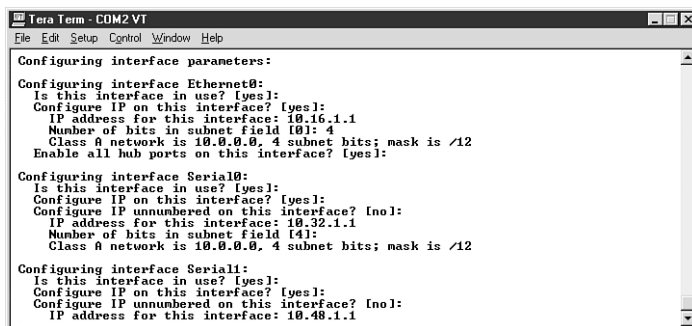 Tera Term - COM2 VT
File Edit Setup Control Window Help
Configuring interface parameters:
Configuring interface Ethernet0:
Is this interface in use? [yes]:
Configure IP on this interface? [yes]:
IP address for this interface: 10.16.1.1
Number of bits in subnet field [0]: 4
Class A network is 10.0.0.0, 4 subnet bits; mask is /12
Enable all hub ports on this interface? [yes]:
Configuring interface Serial0:
Is this interface in use? [yes]:
Configure IP on this interface? [yes]:
Configure IP unnumbered on this interface? [no]:
IP address for this interface: 10.32.1.1
Number of bits in subnet field [4]:
Class A network is 10.0.0.0, 4 subnet bits; mask is /12
Configuring interface Serial1:
Is this interface in use? [yes]:
Configure IP on this interface? [yes]:
Configure IP unnumbered on this interface? [no]:
IP address for this interface: 10.48.1.1